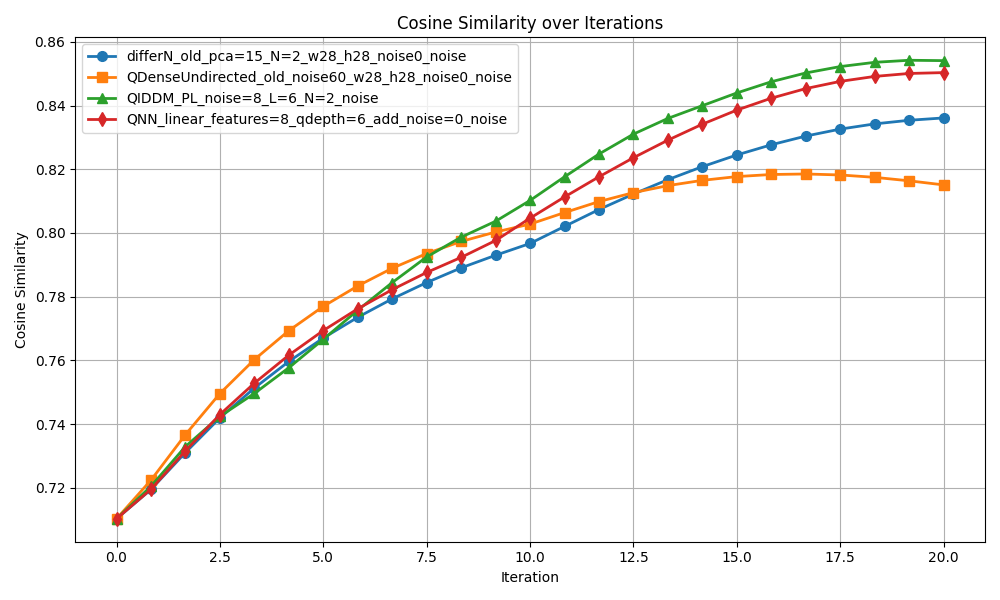 Cosine Similarity over Iterations
differN_old_pca=15_N=2_w28_h28_noise0_noise
QDenseUndirected_old_noise60_w28_h28_noise0_noise
QIDDM_PL_noise=8_L=6_N=2_noise
QNN_linear_features=8_qdepth=6_add_noise=0_noise
Cosine Similarity
0.86
0.84
0.82
0.80
0.78
0.76
0.74
0.72
0.0 2.5 5.0 7.5 10.0 12.5 15.0 17.5 20.0
Iteration